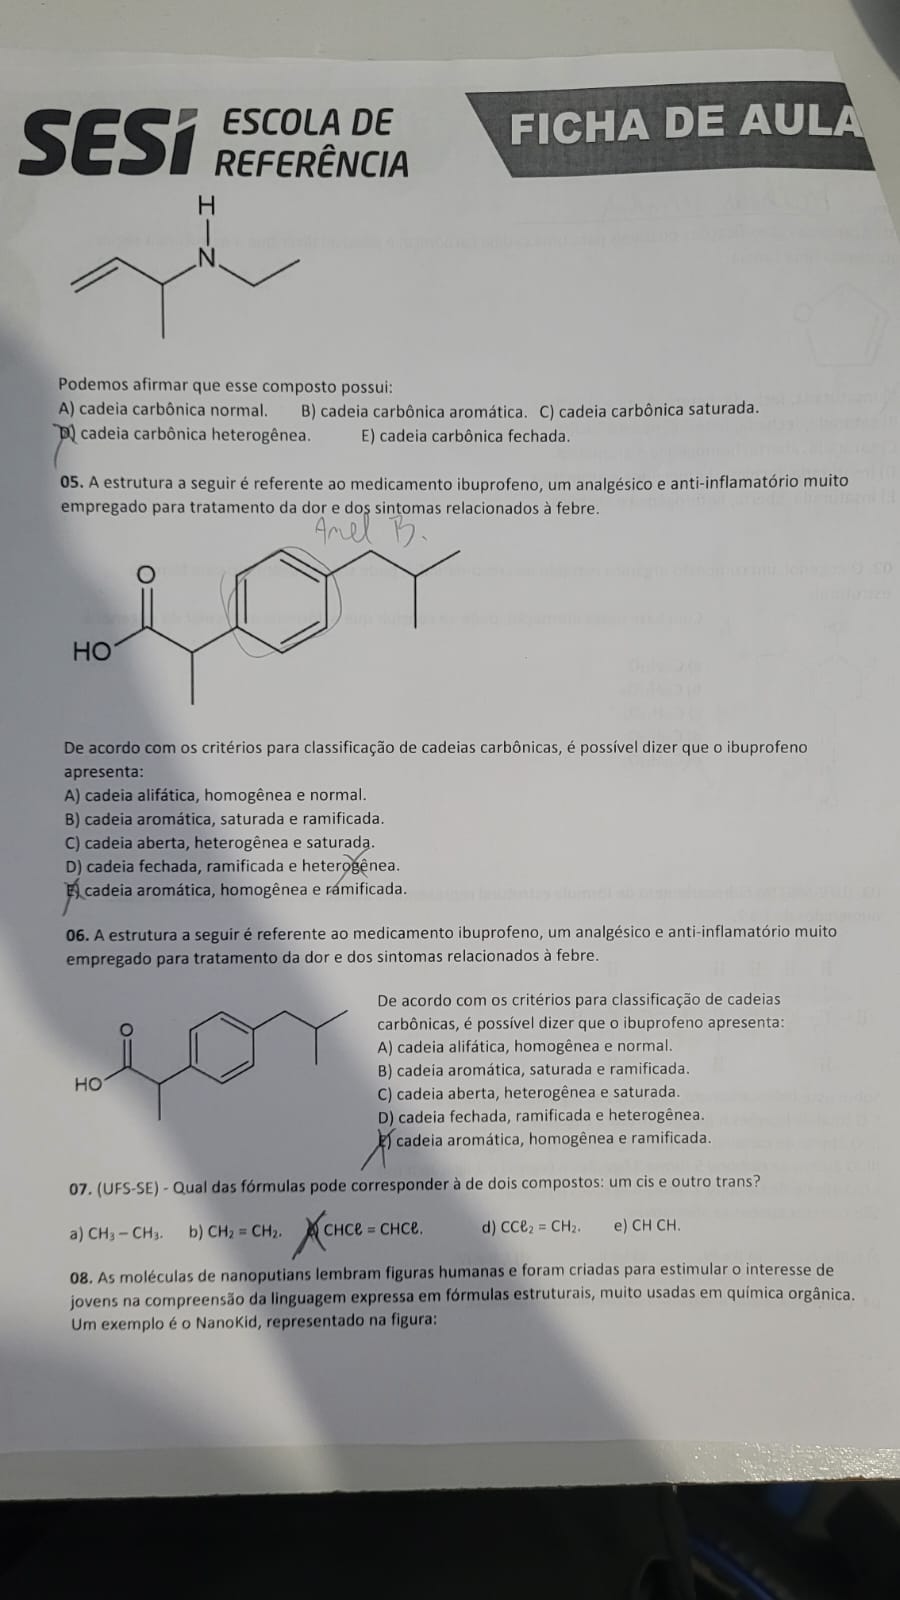 SESI ESCOLA DE REFERÊNCIA
FICHA DE AULA
H
N
Podemos afirmar que esse composto possui:
A) cadeia carbônica normal. B) cadeia carbônica aromática. C) cadeia carbônica saturada.
D) cadeia carbônica heterogênea. E) cadeia carbônica fechada.
05. A estrutura a seguir é referente ao medicamento ibuprofeno, um analgésico e anti-inflamatório muito
empregado para tratamento da dor e dos sintomas relacionados à febre.
Anel B.
O
HO
De acordo com os critérios para classificação de cadeias carbônicas, é possível dizer que o ibuprofeno
apresenta:
A) cadeia alifática, homogênea e normal.
B) cadeia aromática, saturada e ramificada.
C) cadeia aberta, heterogênea e saturada.
D) cadeia fechada, ramificada e heterogênea.
E) cadeia aromática, homogênea e ramificada.
06. A estrutura a seguir é referente ao medicamento ibuprofeno, um analgésico e anti-inflamatório muito
empregado para tratamento da dor e dos sintomas relacionados à febre.
O
HO
De acordo com os critérios para classificação de cadeias
carbônicas, é possível dizer que o ibuprofeno apresenta:
A) cadeia alifática, homogênea e normal.
B) cadeia aromática, saturada e ramificada.
C) cadeia aberta, heterogênea e saturada.
D) cadeia fechada, ramificada e heterogênea.
E) cadeia aromática, homogênea e ramificada.
07. (UFS-SE) - Qual das fórmulas pode corresponder à de dois compostos: um cis e outro trans?
a) CH₃ – CH₃. b) CH₂ = CH₂. CHCℓ = CHCℓ. d) CCℓ₂ = CH₂. e) CH CH.
08. As moléculas de nanoputians lembram figuras humanas e foram criadas para estimular o interesse de
jovens na compreensão da linguagem expressa em fórmulas estruturais, muito usadas em química orgânica.
Um exemplo é o NanoKid, representado na figura: